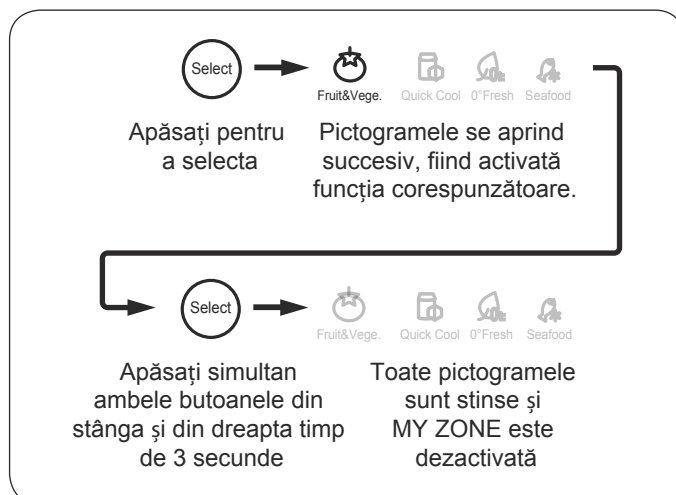 Select
Fruit&Vege. Quick Cool 0°Fresh Seafood
Apăsați pentru
a selecta
Pictogramele se aprind
succesiv, fiind activată
funcția corespunzătoare.
Select
Fruit&Vege. Quick Cool 0°Fresh Seafood
Apăsați simultan
ambele butoanele din
stânga și din dreapta timp
de 3 secunde
Toate pictogramele
sunt stinse și
MY ZONE este
dezactivată